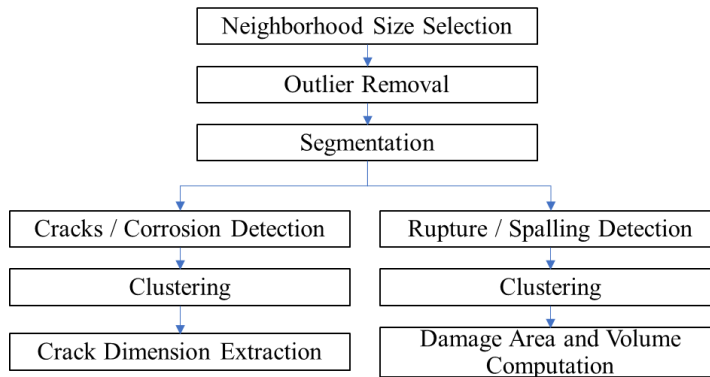 Neighborhood Size Selection
Outlier Removal
Segmentation
Cracks / Corrosion Detection
Rupture / Spalling Detection
Clustering
Clustering
Crack Dimension Extraction
Damage Area and Volume
Computation